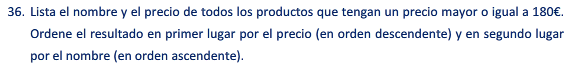 36. Lista el nombre y el precio de todos los productos que tengan un precio mayor o igual a 180€.
Ordene el resultado en primer lugar por el precio (en orden descendente) y en segundo lugar
por el nombre (en orden ascendente).